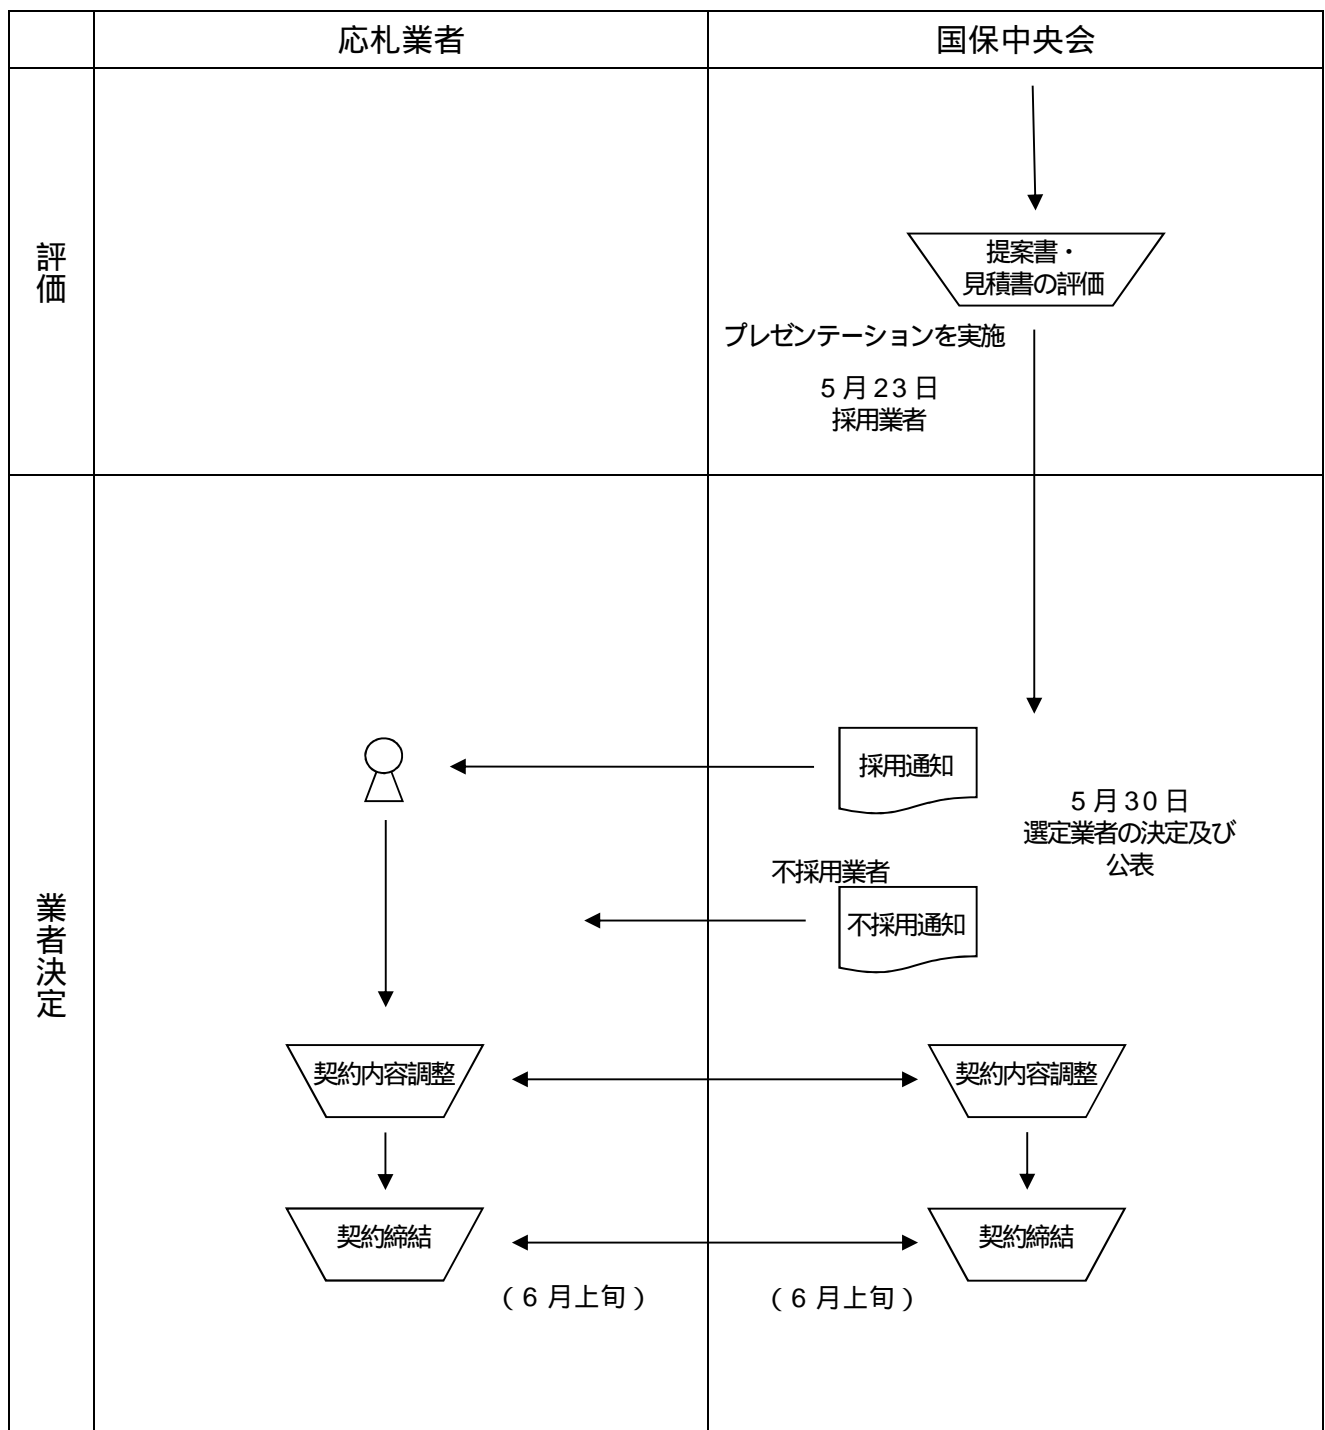 応札業者
国保中央会
評価
提案書・
見積書の評価
プレゼンテーションを実施
5月23日
採用業者
業者決定
採用通知
5月30日
選定業者の決定及び
公表
不採用業者
不採用通知
契約内容調整
契約内容調整
契約締結
契約締結
(6月上旬)
(6月上旬)